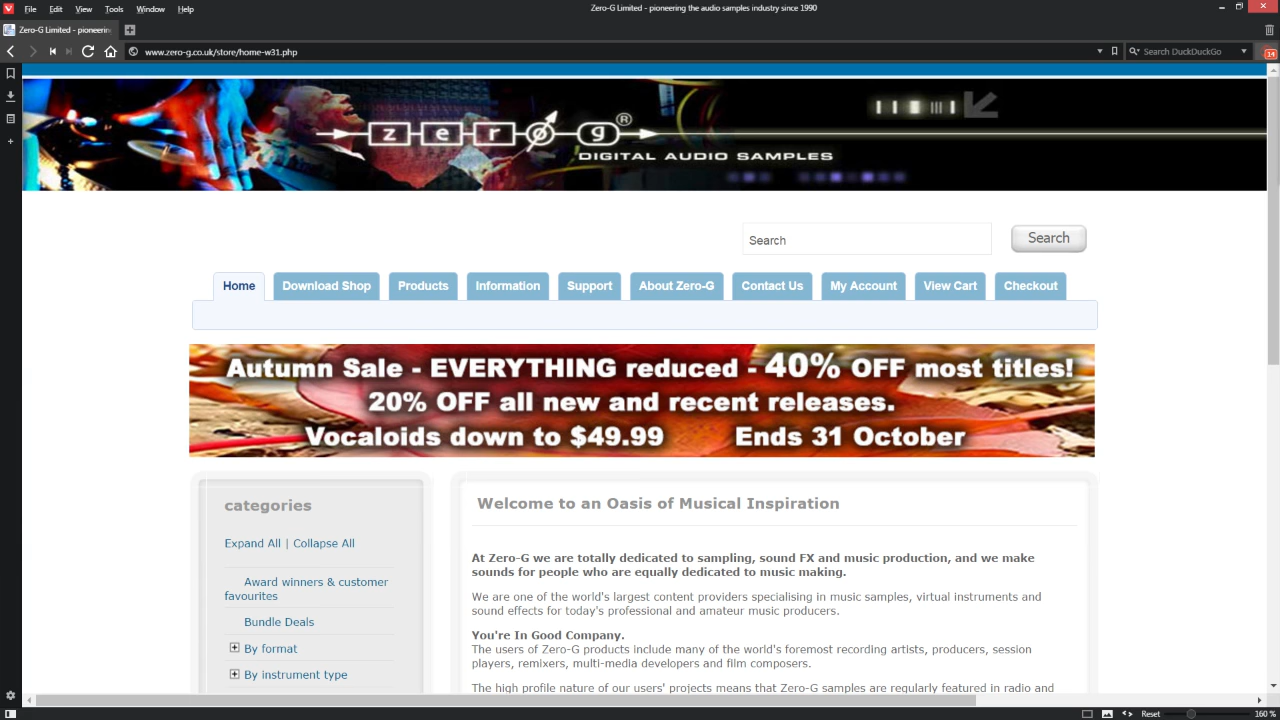 File Edit View Tools Window Help
Zero-G Limited - pioneering the audio samples industry since 1990
Zero-G Limited - pioneerin
www.zero-g.co.uk/store/home-w31.php
Search DuckDuckGo
14
zerøg®
DIGITAL AUDIO SAMPLES
Search
Search
Home
Download Shop
Products
Information
Support
About Zero-G
Contact Us
My Account
View Cart
Checkout
Autumn Sale - EVERYTHING reduced - 40% OFF most titles!
20% OFF all new and recent releases.
Vocaloids down to $49.99 Ends 31 October
categories
Expand All | Collapse All
Award winners & customer
favourites
Bundle Deals
By format
By instrument type
Welcome to an Oasis of Musical Inspiration
At Zero-G we are totally dedicated to sampling, sound FX and music production, and we make
sounds for people who are equally dedicated to music making.
We are one of the world's largest content providers specialising in music samples, virtual instruments and
sound effects for today's professional and amateur music producers.
You're In Good Company.
The users of Zero-G products include many of the world's foremost recording artists, producers, session
players, remixers, multi-media developers and film composers.
The high profile nature of our users' projects means that Zero-G samples are regularly featured in radio and
Reset
160 %